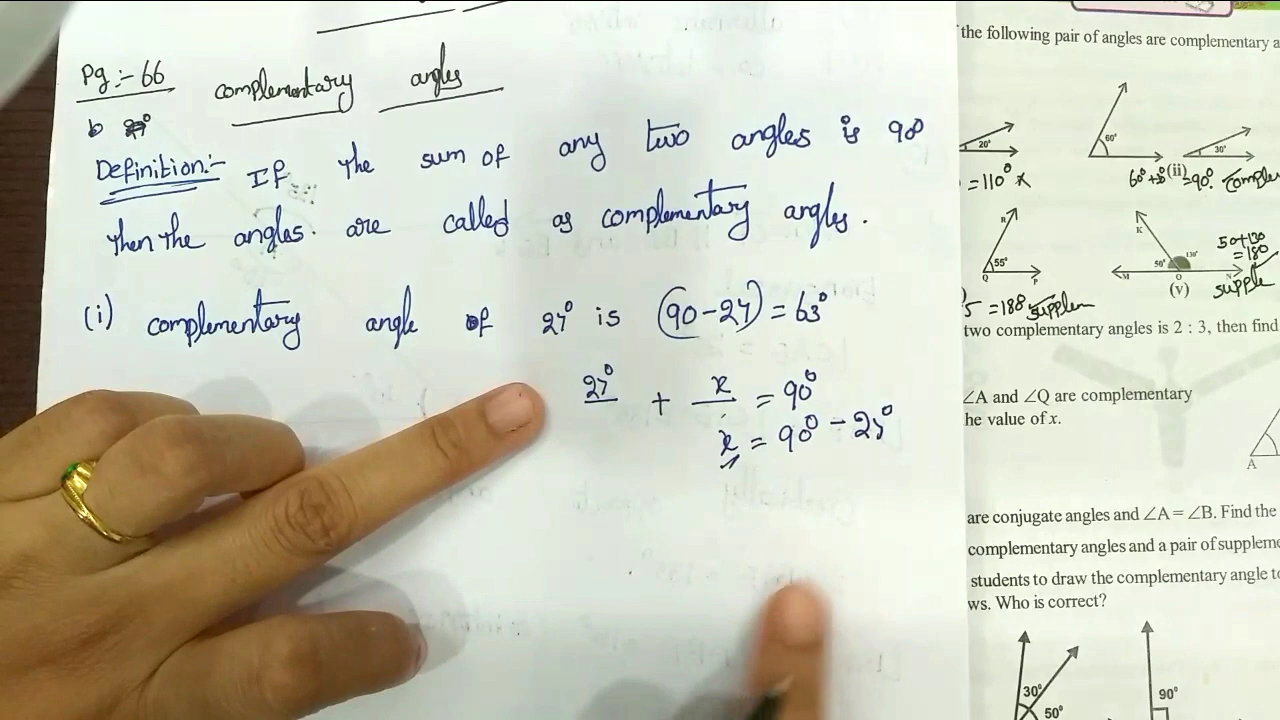 Pg:- 66 complementary angles
b
Definition:- If the sum of any two angles is 90°
then the angles. are called as complementary angles.
(i) complementary angle of 27° is (90-27) = 63°
27° + x = 90°
x = 90° - 27°
the following pair of angles are complementary a
20°
60°
30°
= 110° x
(ii)
= 90°. comple
R
55°
Q
P
K
50°
130°
M
O
N
50+130
= 180
supple
(v)
5 = 188 supplem
two complementary angles is 2 : 3, then find
∠A and ∠Q are complementary
he value of x.
A
are conjugate angles and ∠A = ∠B. Find the
complementary angles and a pair of suppleme
students to draw the complementary angle to
ws. Who is correct?
30°
50°
90°